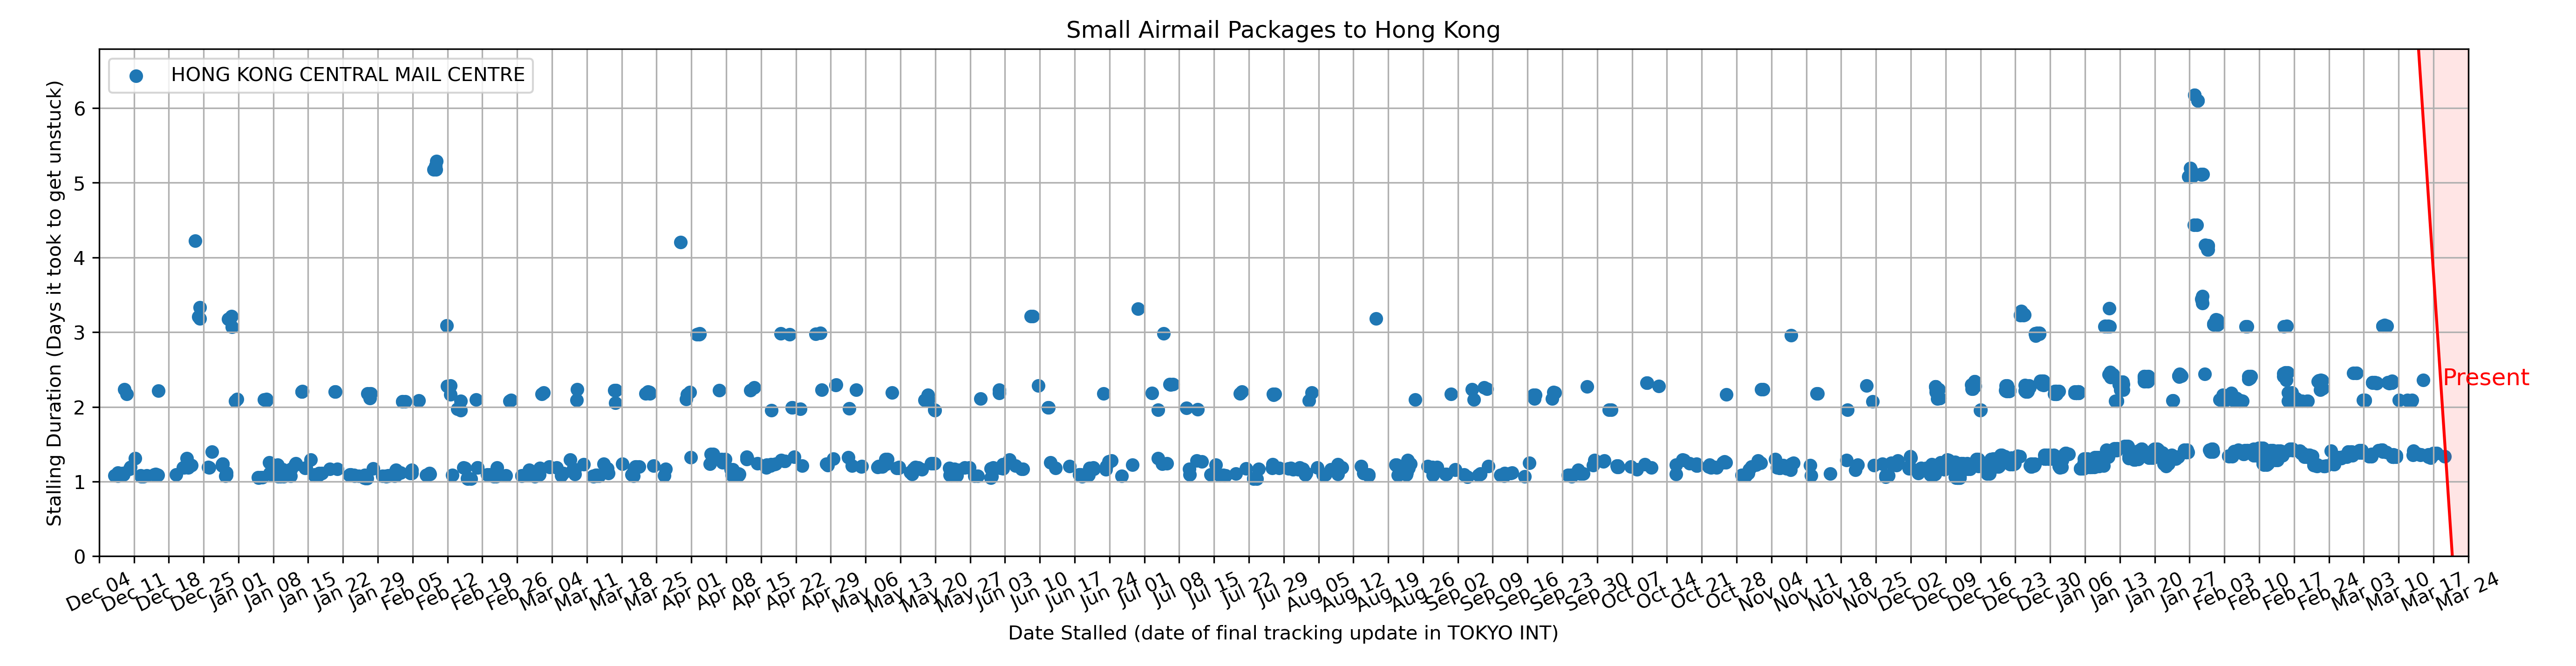 Small Airmail Packages to Hong Kong
HONG KONG CENTRAL MAIL CENTRE
Stalling Duration (Days it took to get unstuck)
6
5
4
3
2
1
0
Present
Dec 04 Dec 11 Dec 18 Dec 25 Jan 01 Jan 08 Jan 15 Jan 22 Jan 29 Feb 05 Feb 12 Feb 19 Feb 26 Mar 04 Mar 11 Mar 18 Mar 25 Apr 01 Apr 08 Apr 15 Apr 22 Apr 29 May 06 May 13 May 20 May 27 Jun 03 Jun 10 Jun 17 Jun 24 Jul 01 Jul 08 Jul 15 Jul 22 Jul 29 Aug 05 Aug 12 Aug 19 Aug 26 Sep 02 Sep 09 Sep 16 Sep 23 Sep 30 Oct 07 Oct 14 Oct 21 Oct 28 Nov 04 Nov 11 Nov 18 Nov 25 Dec 02 Dec 09 Dec 16 Dec 23 Dec 30 Jan 06 Jan 13 Jan 20 Jan 27 Feb 03 Feb 10 Feb 17 Feb 24 Mar 03 Mar 10 Mar 17 Mar 24
Date Stalled (date of final tracking update in TOKYO INT)